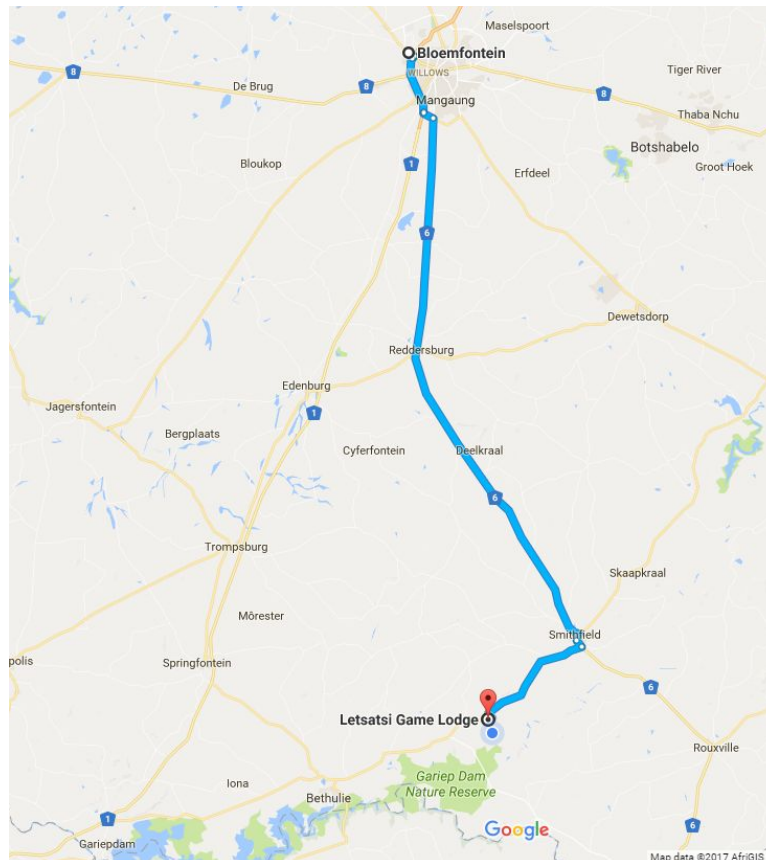 Maselspoort
Bloemfontein
WILLOWS
Tiger River
8
De Brug
8
Mangaung
8
Thaba Nchu
Botshabelo
Bloukop
1
Groot Hoek
Erfdeel
6
Dewetsdorp
Reddersburg
Edenburg
Jagersfontein
1
Bergplaats
Cyferfontein
Deelkraal
6
Trompsburg
Skaapkraal
Môrester
Smithfield
polis
Springfontein
6
Letsatsi Game Lodge
Rouxville
Gariep Dam
Nature Reserve
Iona
Bethulie
1
Gariepdam
Google
6
Map data ©2017 AfriGIS